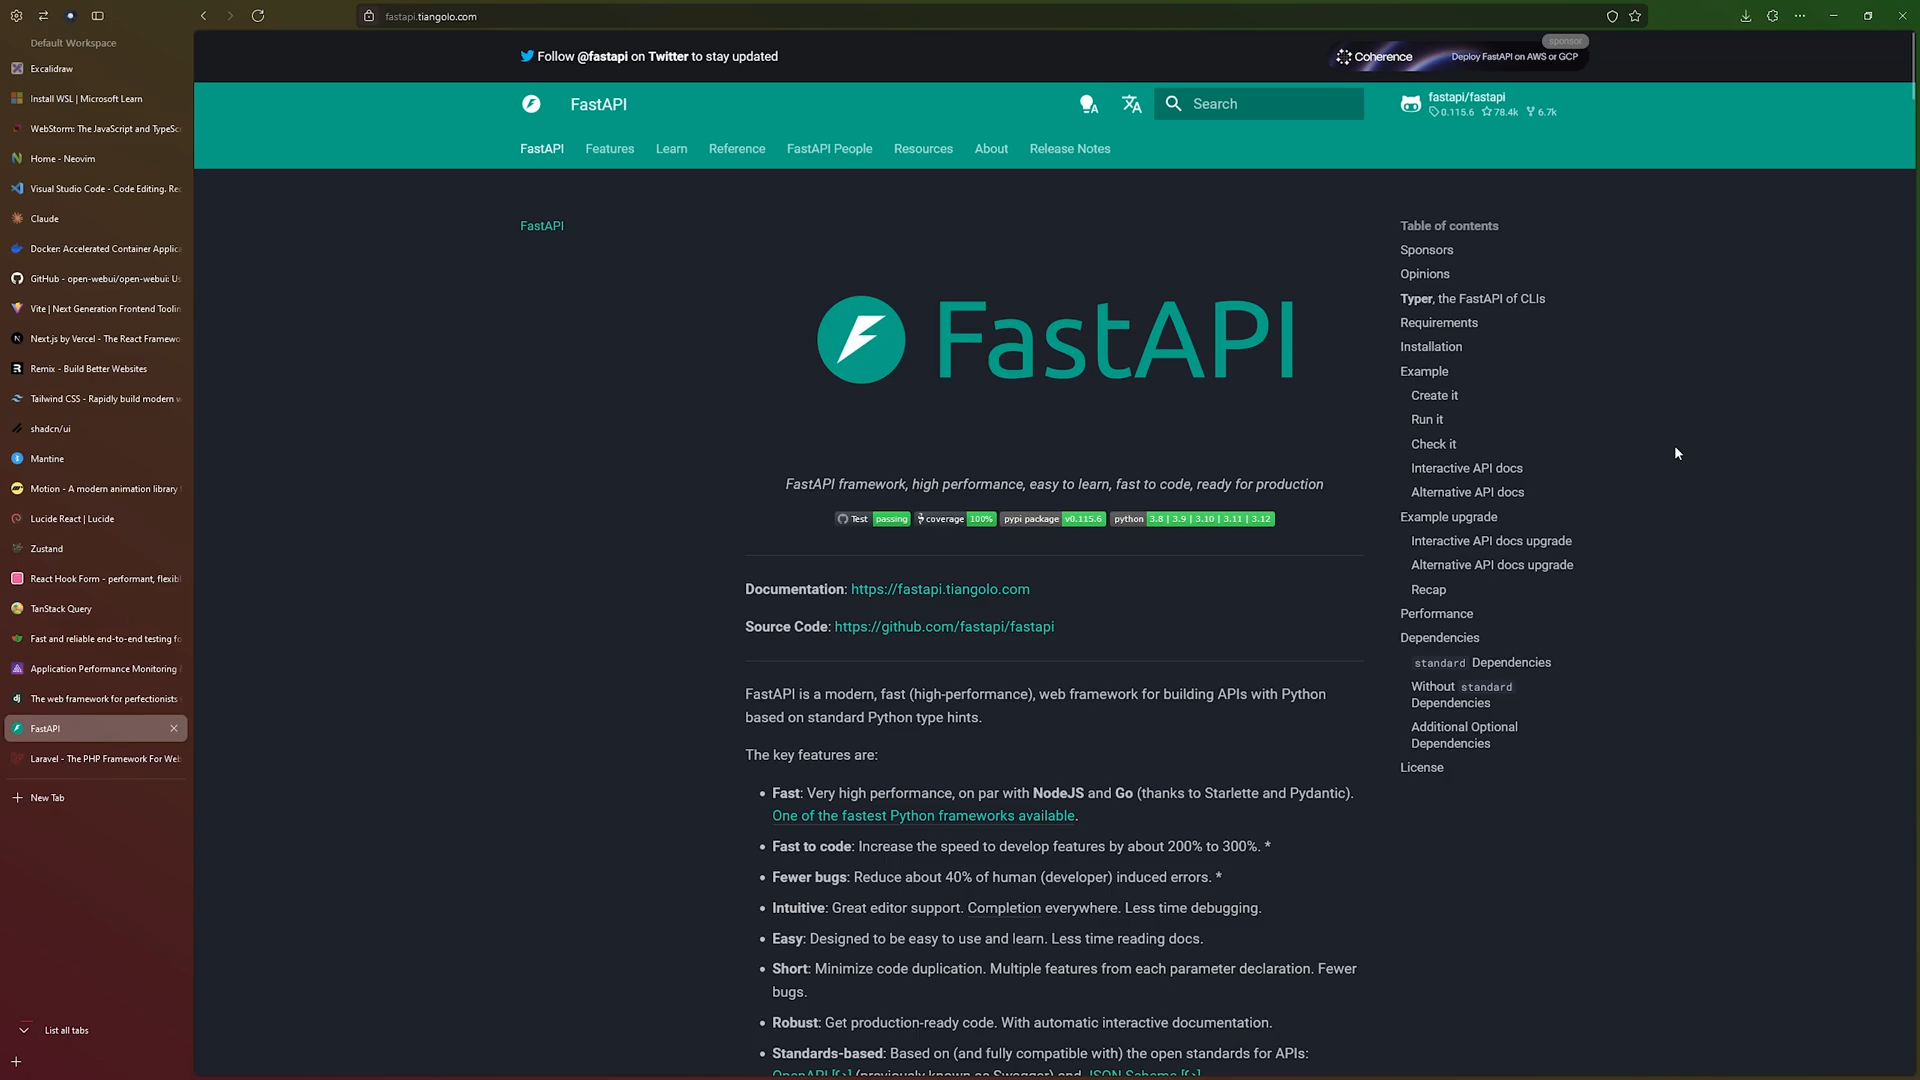 fastapi.tiangolo.com
Default Workspace
Excalidraw
Install WSL | Microsoft Learn
WebStorm: The JavaScript and TypeSc
Home - Neovim
Visual Studio Code - Code Editing. Re
Claude
Docker: Accelerated Container Applica
GitHub - open-webui/open-webui: Us
Vite | Next Generation Frontend Toolin
Next.js by Vercel - The React Framewo
Remix - Build Better Websites
Tailwind CSS - Rapidly build modern w
shadcn/ui
Mantine
Motion - A modern animation library
Lucide React | Lucide
Zustand
React Hook Form - performant, flexib
TanStack Query
Fast and reliable end-to-end testing fo
Application Performance Monitoring
The web framework for perfectionists
FastAPI
Laravel - The PHP Framework For Web
New Tab
List all tabs
Follow @fastapi on Twitter to stay updated
sponsor
Coherence
Deploy FastAPI on AWS or GCP
FastAPI
Search
fastapi/fastapi
0.115.6 78.4k 6.7k
FastAPI Features Learn Reference FastAPI People Resources About Release Notes
FastAPI
FastAPI
FastAPI framework, high performance, easy to learn, fast to code, ready for production
Test passing coverage 100% pypi package v0.115.6 python 3.8 | 3.9 | 3.10 | 3.11 | 3.12
Documentation: https://fastapi.tiangolo.com
Source Code: https://github.com/fastapi/fastapi
FastAPI is a modern, fast (high-performance), web framework for building APIs with Python
based on standard Python type hints.
The key features are:
• Fast: Very high performance, on par with NodeJS and Go (thanks to Starlette and Pydantic).
One of the fastest Python frameworks available.
• Fast to code: Increase the speed to develop features by about 200% to 300%. *
• Fewer bugs: Reduce about 40% of human (developer) induced errors. *
• Intuitive: Great editor support. Completion everywhere. Less time debugging.
• Easy: Designed to be easy to use and learn. Less time reading docs.
• Short: Minimize code duplication. Multiple features from each parameter declaration. Fewer
bugs.
• Robust: Get production-ready code. With automatic interactive documentation.
• Standards-based: Based on (and fully compatible with) the open standards for APIs:
OpenAPI (previously known as Swagger) and JSON Schema
Table of contents
Sponsors
Opinions
Typer, the FastAPI of CLIs
Requirements
Installation
Example
Create it
Run it
Check it
Interactive API docs
Alternative API docs
Example upgrade
Interactive API docs upgrade
Alternative API docs upgrade
Recap
Performance
Dependencies
standard Dependencies
Without standard
Dependencies
Additional Optional
Dependencies
License